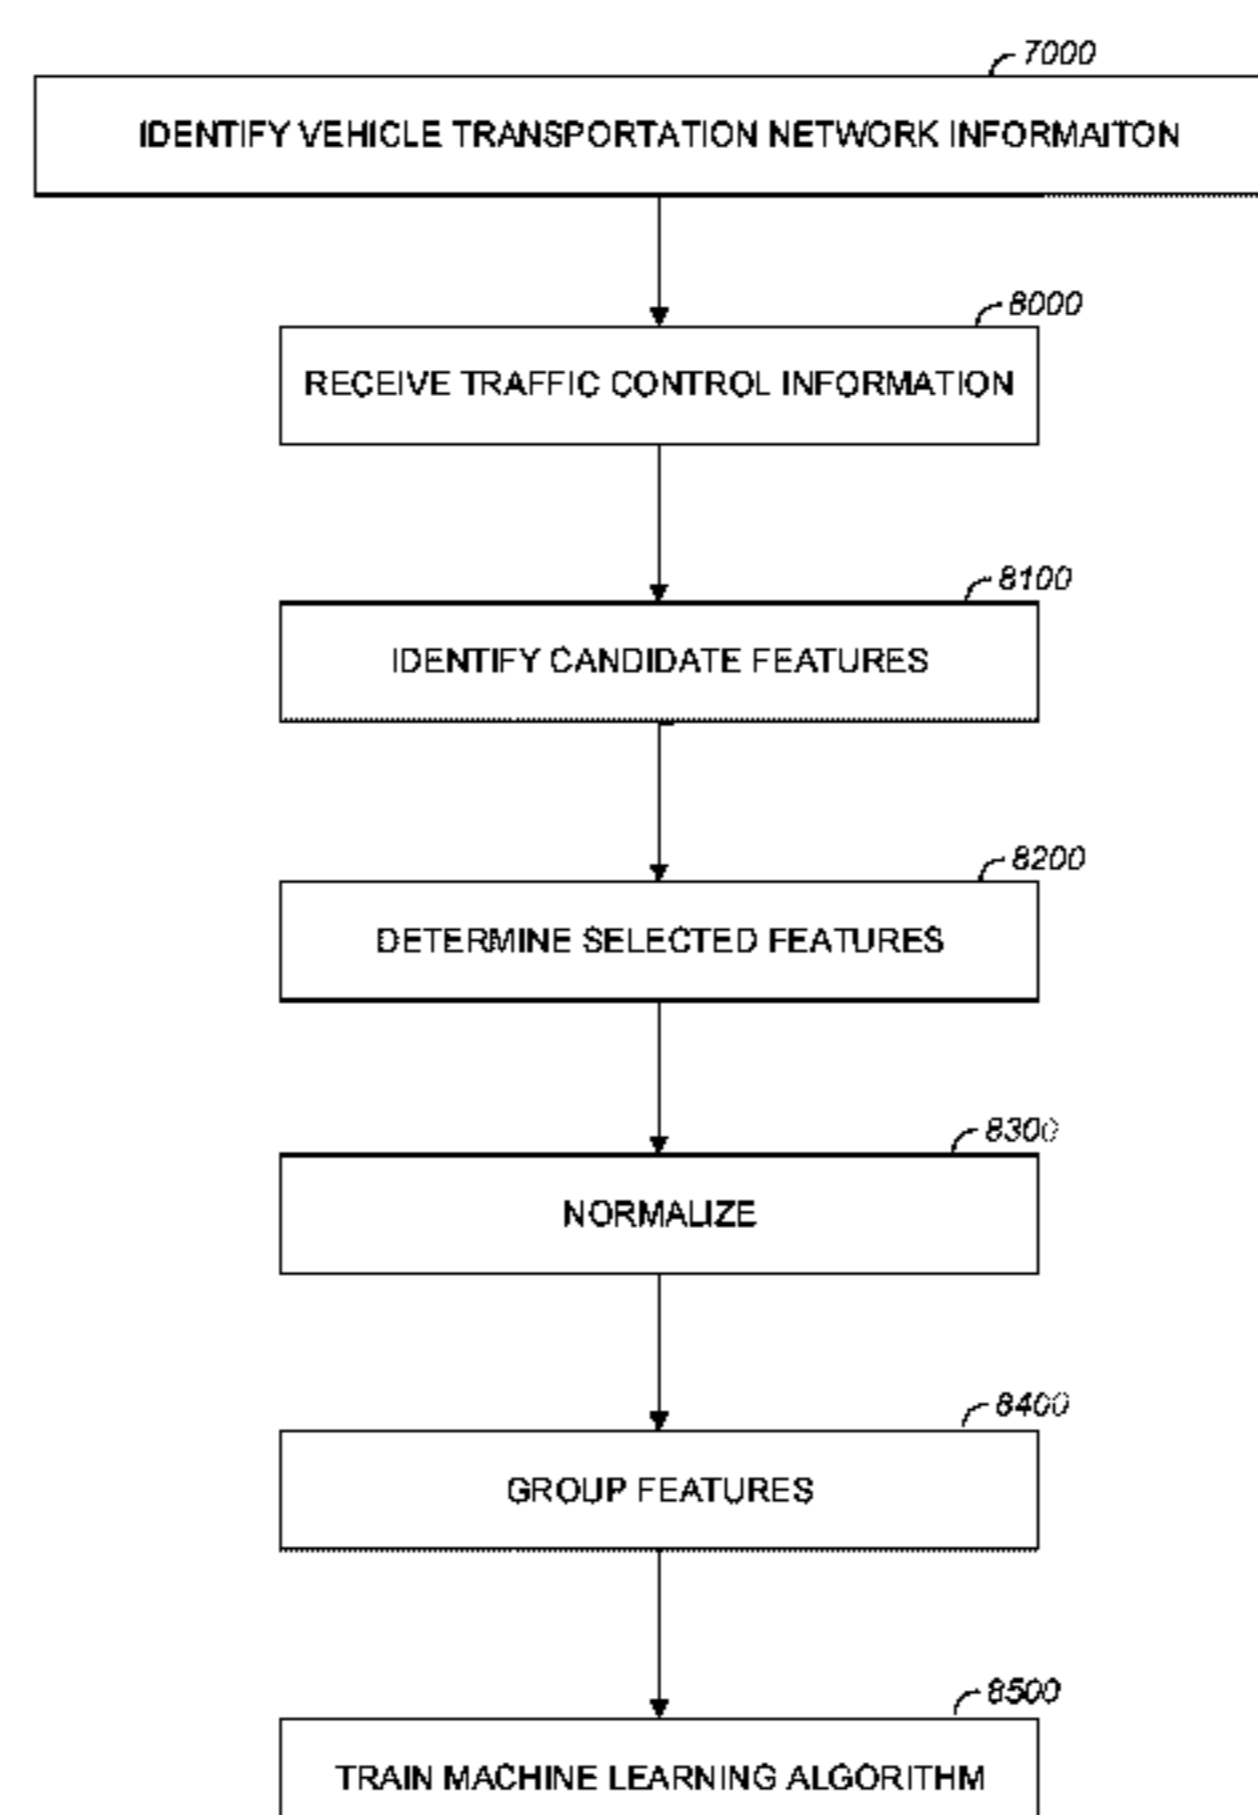 7000
IDENTIFY VEHICLE TRANSPORTATION NETWORK INFORMAITON
8000
RECEIVE TRAFFIC CONTROL INFORMATION
8100
IDENTIFY CANDIDATE FEATURES
8200
DETERMINE SELECTED FEATURES
8300
NORMALIZE
8400
GROUP FEATURES
8500
TRAIN MACHINE LEARNING ALGORITHM